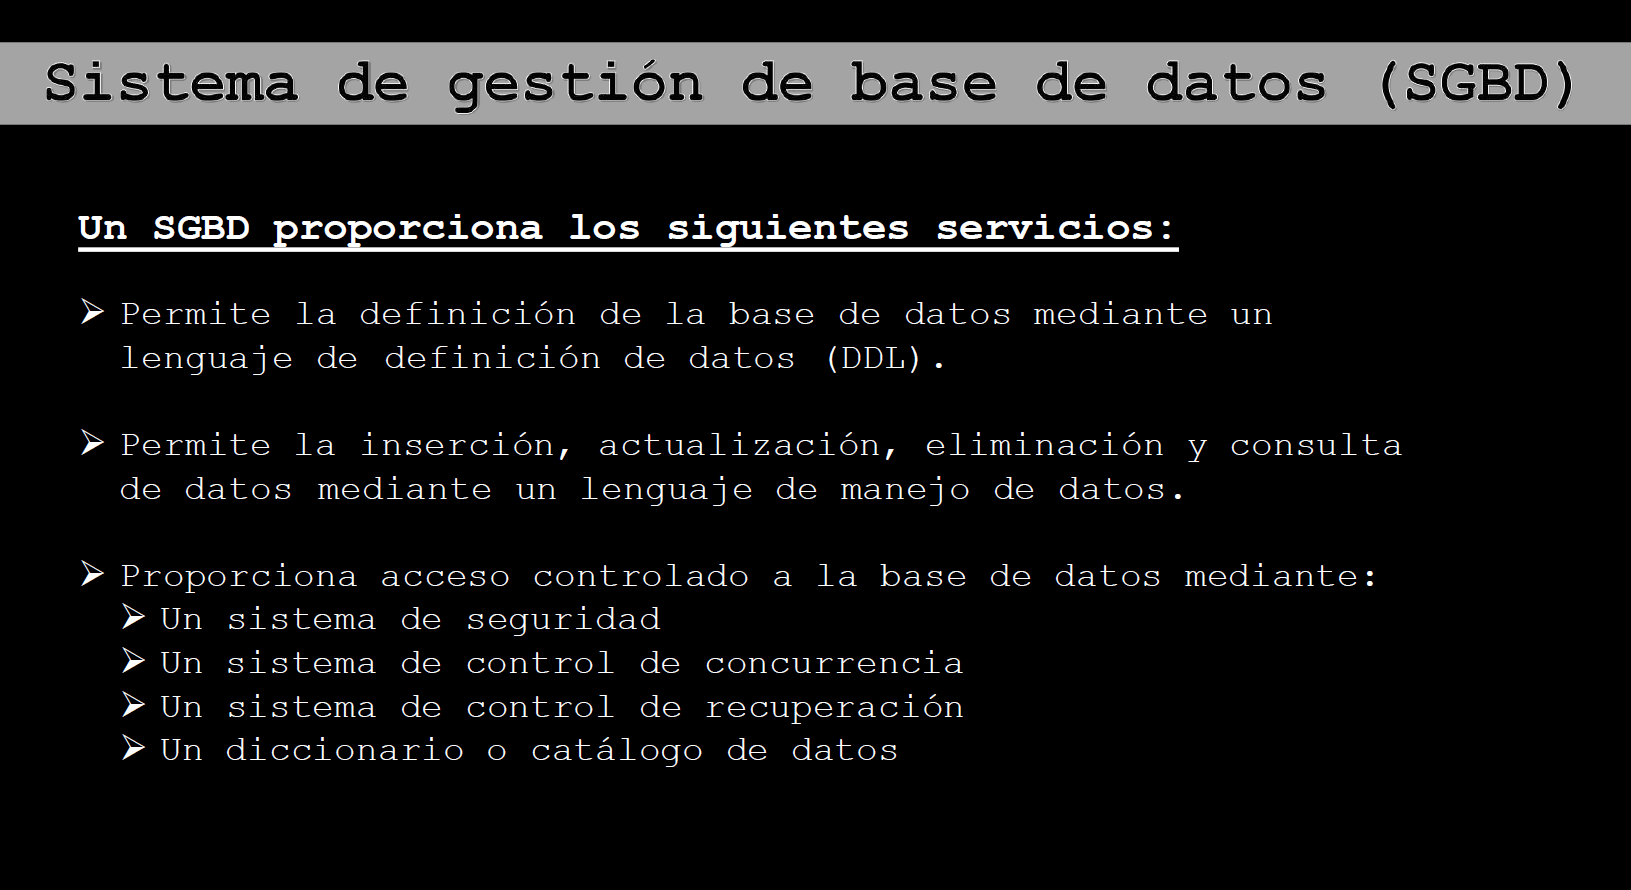 Sistema de gestión de base de datos (SGBD)
Un SGBD proporciona los siguientes servicios:
➢ Permite la definición de la base de datos mediante un
lenguaje de definición de datos (DDL).
➢ Permite la inserción, actualización, eliminación y consulta
de datos mediante un lenguaje de manejo de datos.
➢ Proporciona acceso controlado a la base de datos mediante:
➢ Un sistema de seguridad
➢ Un sistema de control de concurrencia
➢ Un sistema de control de recuperación
➢ Un diccionario o catálogo de datos